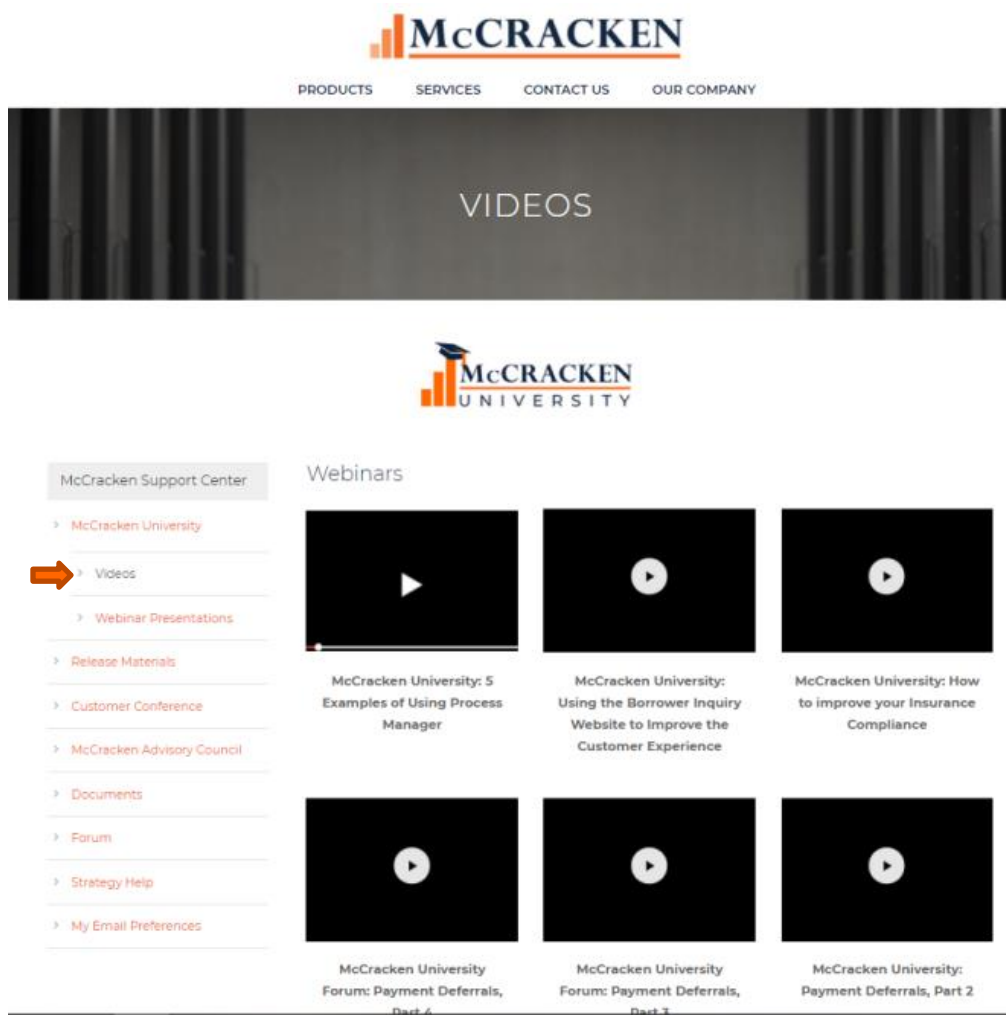 McCRACKEN
PRODUCTS SERVICES CONTACT US OUR COMPANY
VIDEOS
McCRACKEN
UNIVERSITY
McCracken Support Center
McCracken University
Videos
Webinar Presentations
Release Materials
Customer Conference
McCracken Advisory Council
Documents
Forum
Strategy Help
My Email Preferences
Webinars
McCracken University: 5
Examples of Using Process
Manager
McCracken University:
Using the Borrower Inquiry
Website to Improve the
Customer Experience
McCracken University: How
to improve your Insurance
Compliance
McCracken University
Forum: Payment Deferrals,
Part 4
McCracken University
Forum: Payment Deferrals,
Part 3
McCracken University:
Payment Deferrals, Part 2